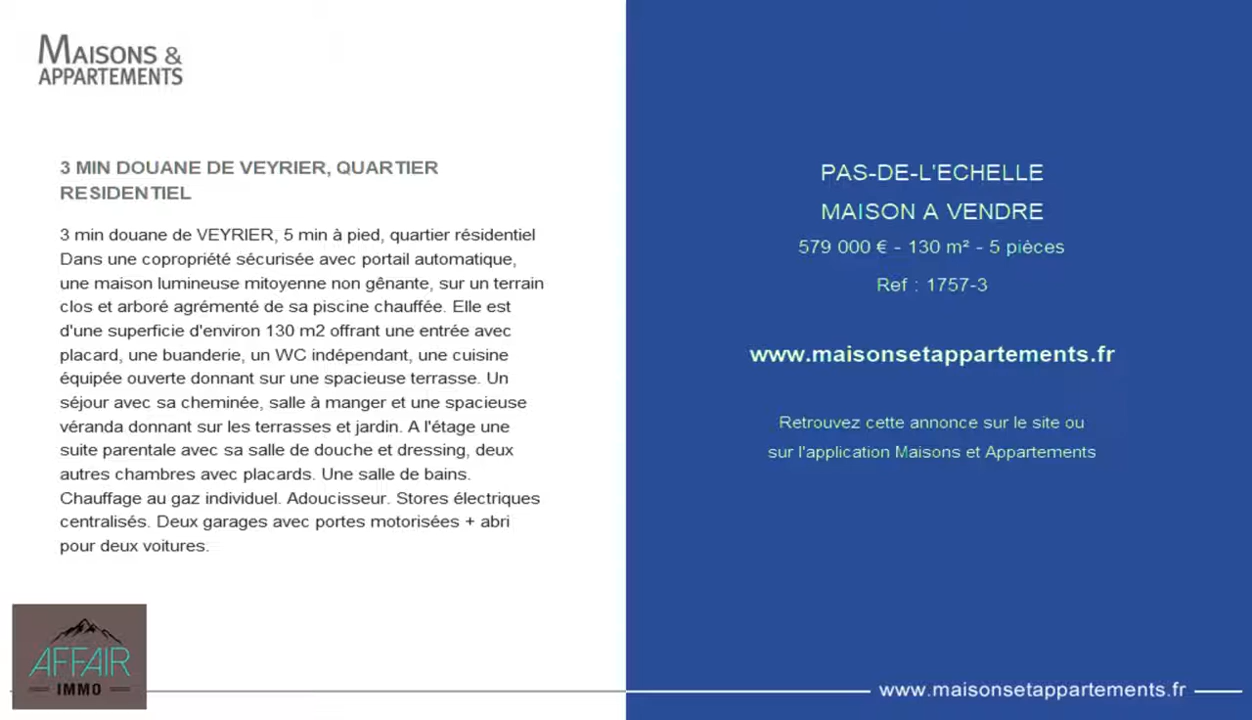 MAISONS &
APPARTEMENTS
3 MIN DOUANE DE VEYRIER, QUARTIER
RESIDENTIEL
3 min douane de VEYRIER, 5 min à pied, quartier résidentiel
Dans une copropriété sécurisée avec portail automatique,
une maison lumineuse mitoyenne non gênante, sur un terrain
clos et arboré agrémenté de sa piscine chauffée. Elle est
d'une superficie d'environ 130 m2 offrant une entrée avec
placard, une buanderie, un WC indépendant, une cuisine
équipée ouverte donnant sur une spacieuse terrasse. Un
séjour avec sa cheminée, salle à manger et une spacieuse
véranda donnant sur les terrasses et jardin. A l'étage une
suite parentale avec sa salle de douche et dressing, deux
autres chambres avec placards. Une salle de bains.
Chauffage au gaz individuel. Adoucisseur. Stores électriques
centralisés. Deux garages avec portes motorisées + abri
pour deux voitures.
AFFAIR
IMMO
PAS-DE-L'ECHELLE
MAISON A VENDRE
579 000 € - 130 m² - 5 pièces
Ref : 1757-3
www.maisonsetappartements.fr
Retrouvez cette annonce sur le site ou
sur l'application Maisons et Appartements
www.maisonsetappartements.fr